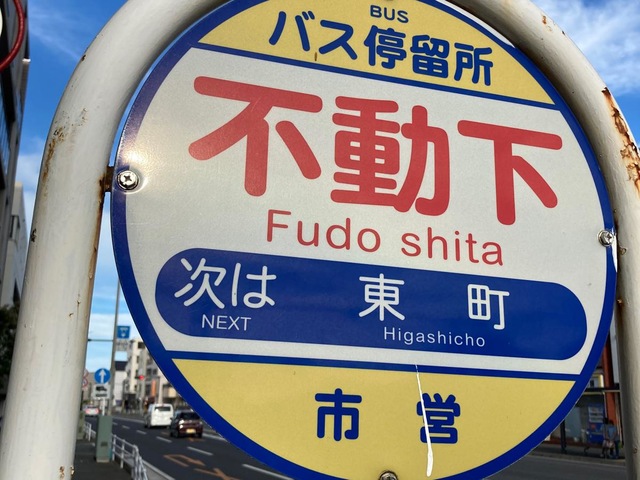 BUS
バス停留所
不動下
Fudo shita
次は 東町
NEXT Higashicho
市営